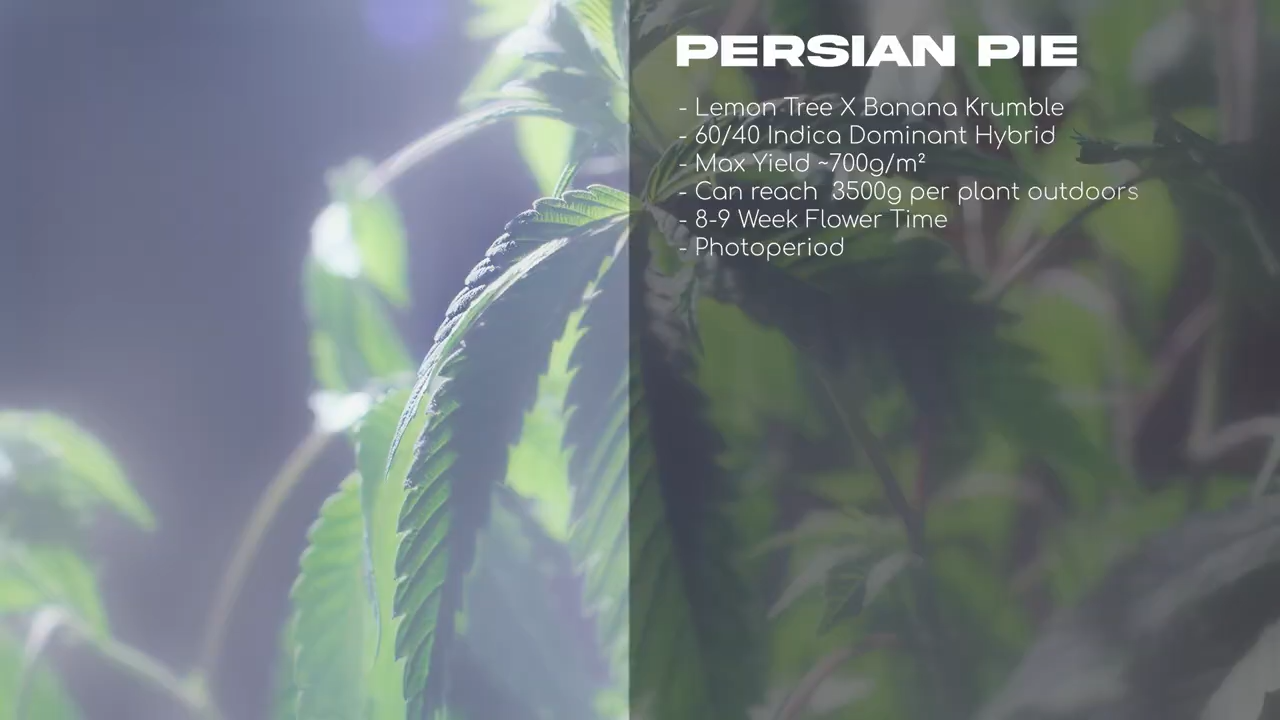 PERSIAN PIE
- Lemon Tree X Banana Krumble
- 60/40 Indica Dominant Hybrid
- Max Yield ~700g/m²
- Can reach  3500g per plant outdoors
- 8-9 Week Flower Time
- Photoperiod